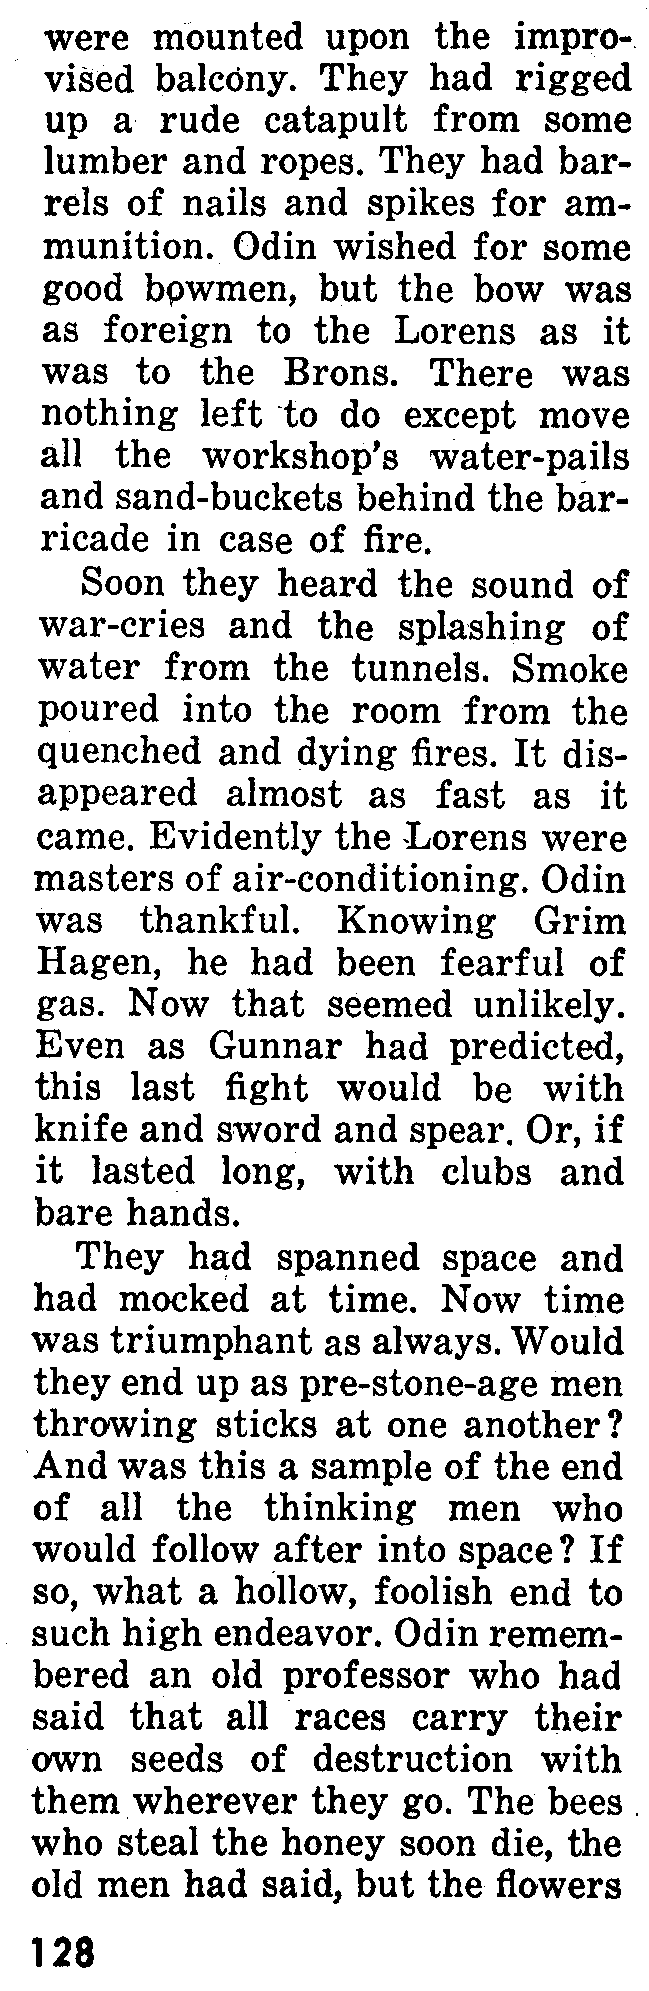 were mounted upon the impro-
vised balcony. They had rigged
up a rude catapult from some
lumber and ropes. They had bar-
rels of nails and spikes for am-
munition. Odin wished for some
good bowmen, but the bow was
as foreign to the Lorens as it
was to the Brons. There was
nothing left to do except move
all the workshop's water-pails
and sand-buckets behind the bar-
ricade in case of fire.
Soon they heard the sound of
war-cries and the splashing of
water from the tunnels. Smoke
poured into the room from the
quenched and dying fires. It dis-
appeared almost as fast as it
came. Evidently the Lorens were
masters of air-conditioning. Odin
was thankful. Knowing Grim
Hagen, he had been fearful of
gas. Now that seemed unlikely.
Even as Gunnar had predicted,
this last fight would be with
knife and sword and spear. Or, if
it lasted long, with clubs and
bare hands.
They had spanned space and
had mocked at time. Now time
was triumphant as always. Would
they end up as pre-stone-age men
throwing sticks at one another?
And was this a sample of the end
of all the thinking men who
would follow after into space? If
so, what a hollow, foolish end to
such high endeavor. Odin remem-
bered an old professor who had
said that all races carry their
own seeds of destruction with
them wherever they go. The bees
who steal the honey soon die, the
old men had said, but the flowers
128